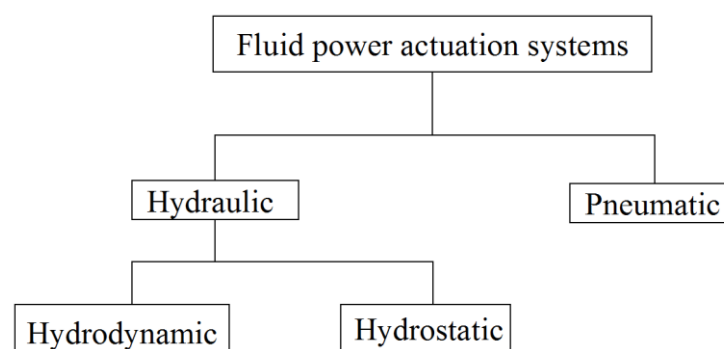 Fluid power actuation systems
Hydraulic
Pneumatic
Hydrodynamic
Hydrostatic